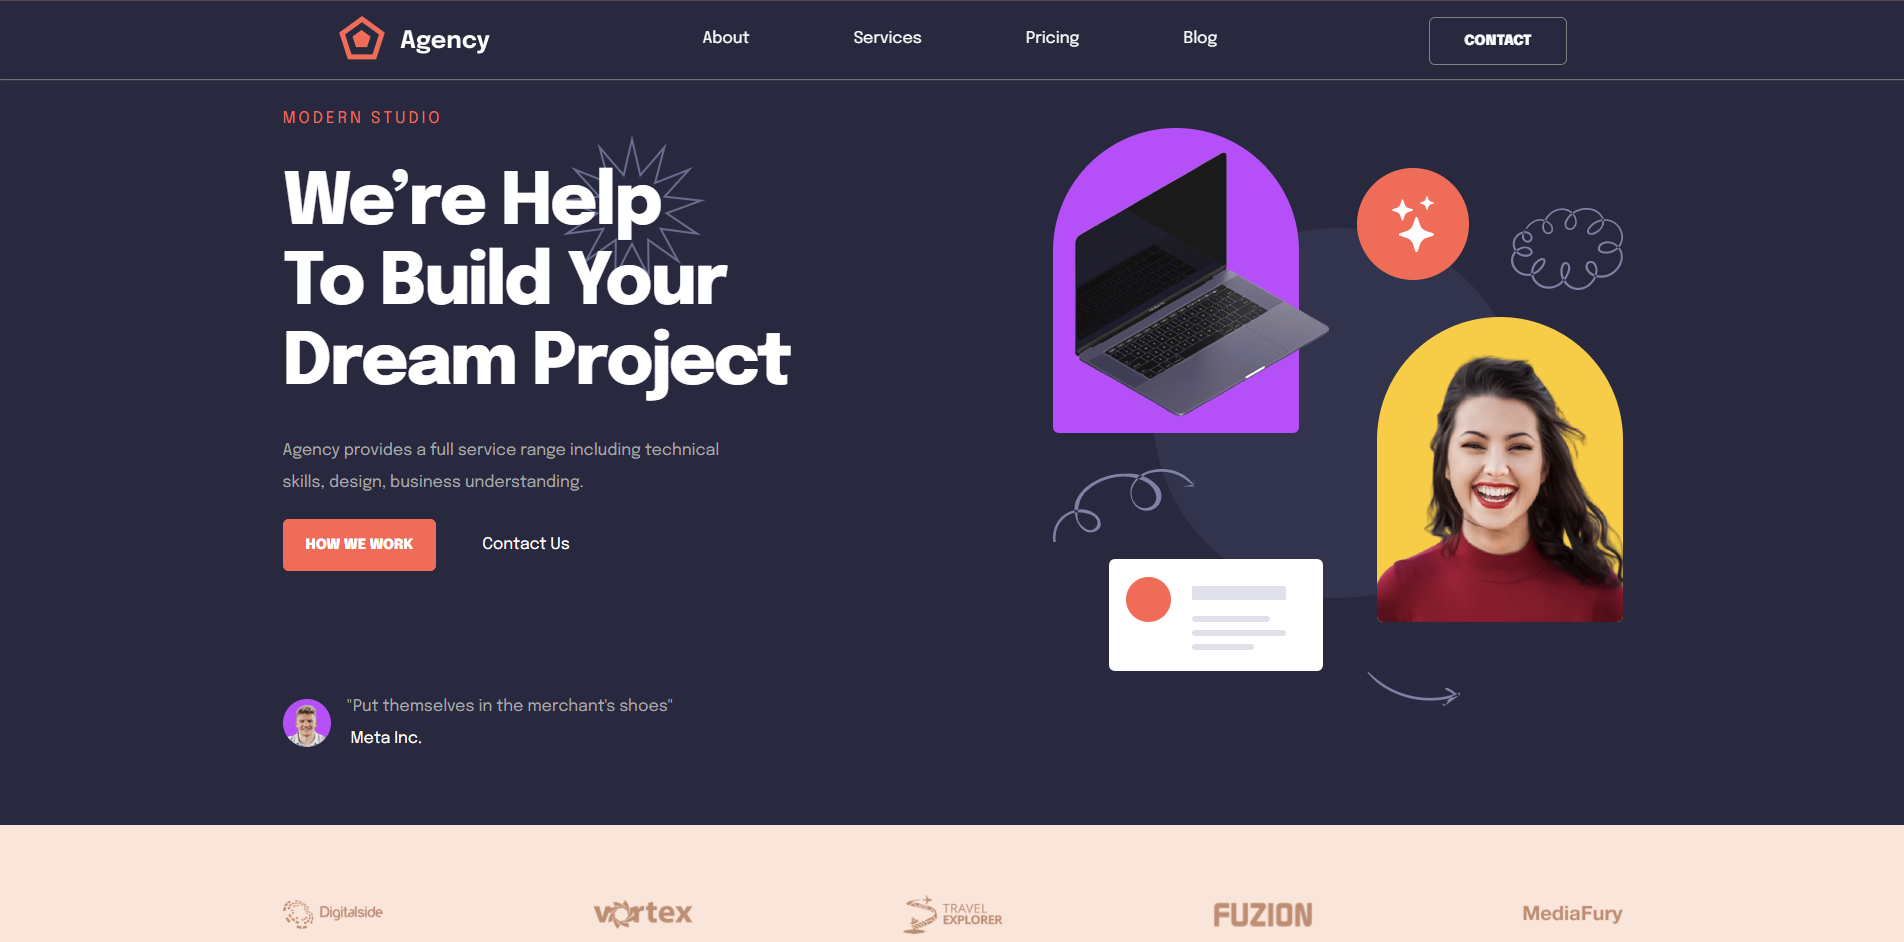 Agency
About
Services
Pricing
Blog
CONTACT
MODERN STUDIO
We’re Help
To Build Your
Dream Project
Agency provides a full service range including technical
skills, design, business understanding.
HOW WE WORK
Contact Us
"Put themselves in the merchant's shoes"
Meta Inc.
Digitalside
vortex
TRAVEL
EXPLORER
FUZION
MediaFury